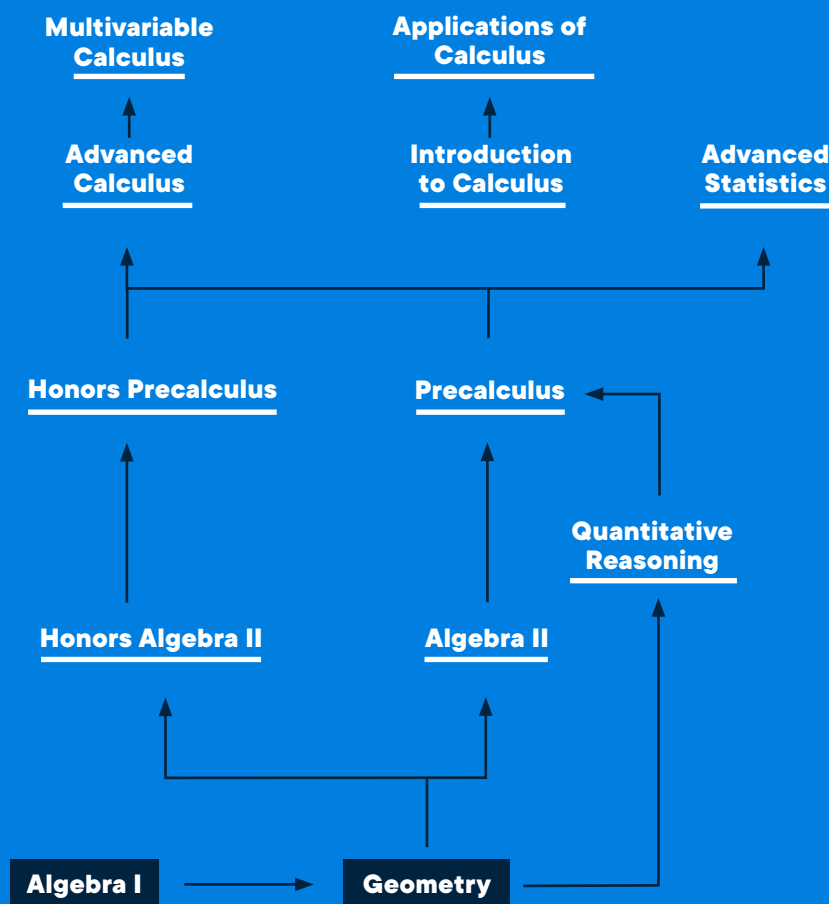 Multivariable
Calculus
Applications of
Calculus
Advanced
Calculus
Introduction
to Calculus
Advanced
Statistics
Honors Precalculus
Precalculus
Quantitative
Reasoning
Honors Algebra II
Algebra II
Algebra I
Geometry